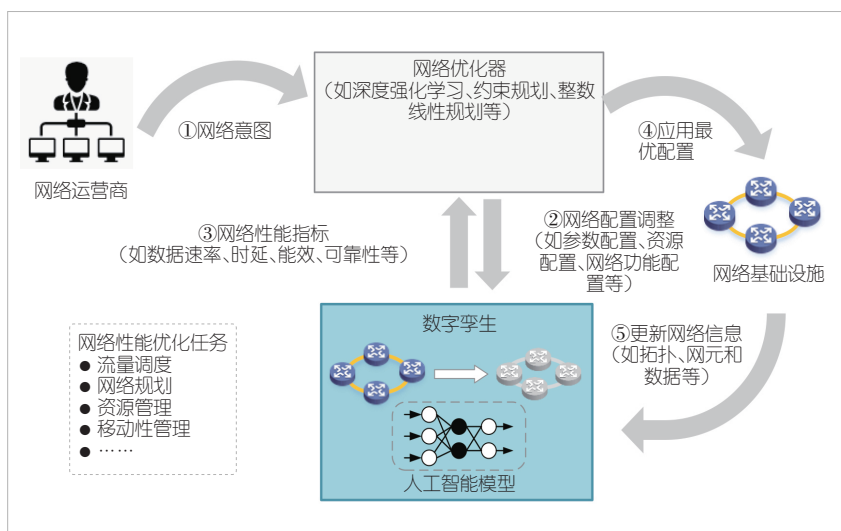 网络优化器
（如深度强化学习、约束规划、整数
线性规划等）
①网络意图
④应用最
优配置
网络运营商
③网络性能指标
（如数据速率、时延、能效、可靠性等）
②网络配置调整
（如参数配置、资源
配置、网络功能配
置等）
网络基础设施
数字孪生
⑤更新网络信息
（如拓扑、网元和
数据等）
网络性能优化任务
● 流量调度
● 网络规划
● 资源管理
● 移动性管理
● ……
人工智能模型